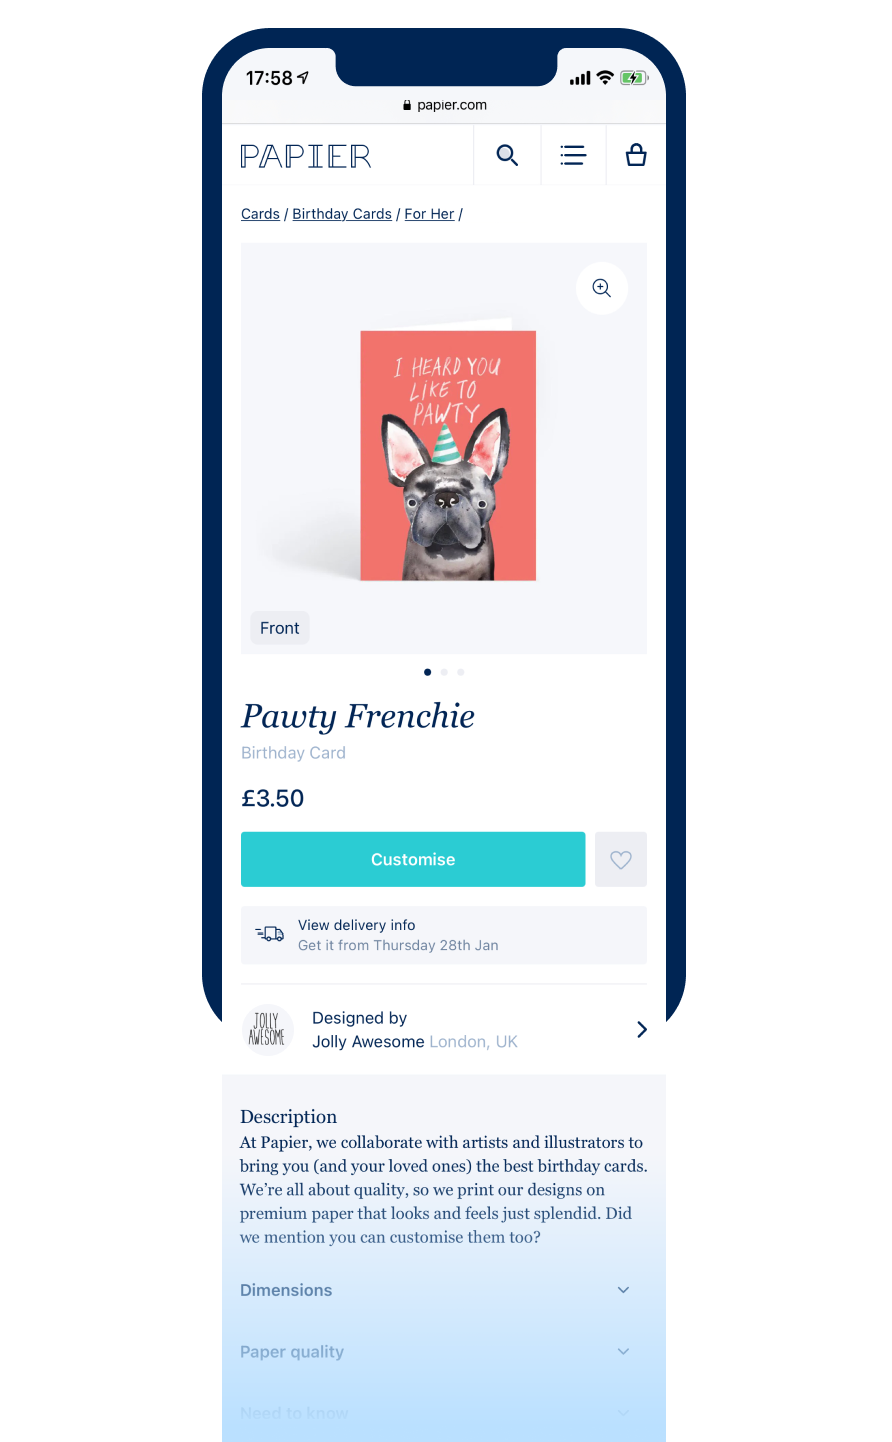 17:58
papier.com
PAPIER
Cards / Birthday Cards / For Her /
I HEARD YOU
LIKE TO
PAWTY
Front
Pawty Frenchie
Birthday Card
£3.50
Customise
View delivery info
Get it from Thursday 28th Jan
JOLLY
AWESOME
Designed by
Jolly Awesome London, UK
Description
At Papier, we collaborate with artists and illustrators to
bring you (and your loved ones) the best birthday cards.
We’re all about quality, so we print our designs on
premium paper that looks and feels just splendid. Did
we mention you can customise them too?
Dimensions
Paper quality
Need to know